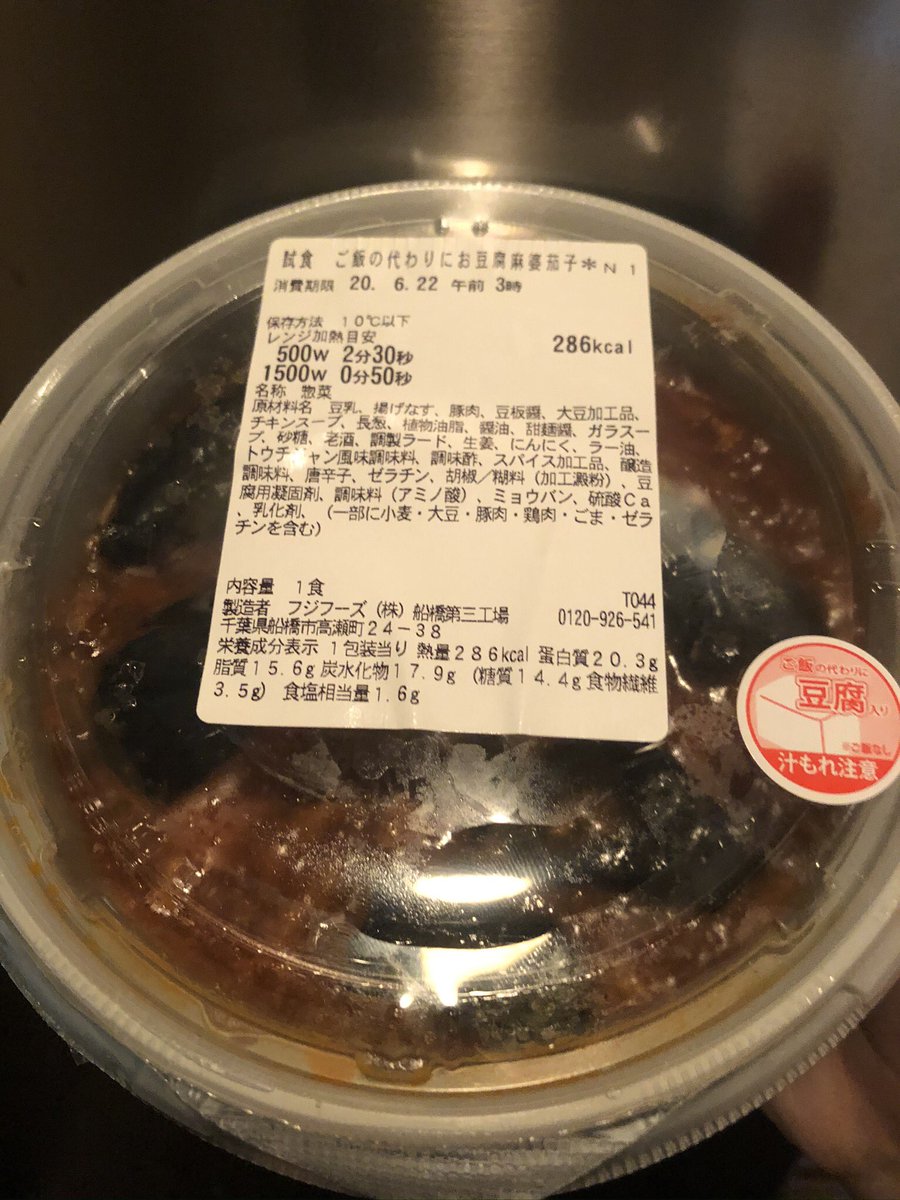 試食 ご飯の代わりにお豆腐麻婆茄子＊Ｎ１
消費期限 20. 6.22 午前 3時
保存方法 １０℃以下
レンジ加熱目安
500W 2分30秒
286kcal
1500W 0分50秒
名称 惣菜
原材料名 豆乳、揚げなす、豚肉、豆板醤、大豆加工品、
チキンスープ、長葱、植物油脂、醤油、甜麺醤、ガラスー
プ、砂糖、老酒、調製ラード、生姜、にんにく、ラー油、
トウチジャン風味調味料、調味酢、スパイス加工品、醸造
調味料、唐辛子、ゼラチン、胡椒／糊料（加工澱粉）、豆
腐用凝固剤、調味料（アミノ酸）、ミョウバン、硫酸Ｃａ
、乳化剤、（一部に小麦・大豆・豚肉・鶏肉・ごま・ゼラ
チンを含む）
内容量 １食
T044
製造者 フジフーズ（株）船橋第三工場
0120-926-541
千葉県船橋市高瀬町２４－３８
栄養成分表示 １包装当り 熱量２８６kcal 蛋白質２０.３g
脂質１５.６g 炭水化物１７.９g （糖質１４.４g 食物繊維
３.５g） 食塩相当量１.６g
ご飯の代わりに
豆腐入り
※ご飯なし
汁もれ注意